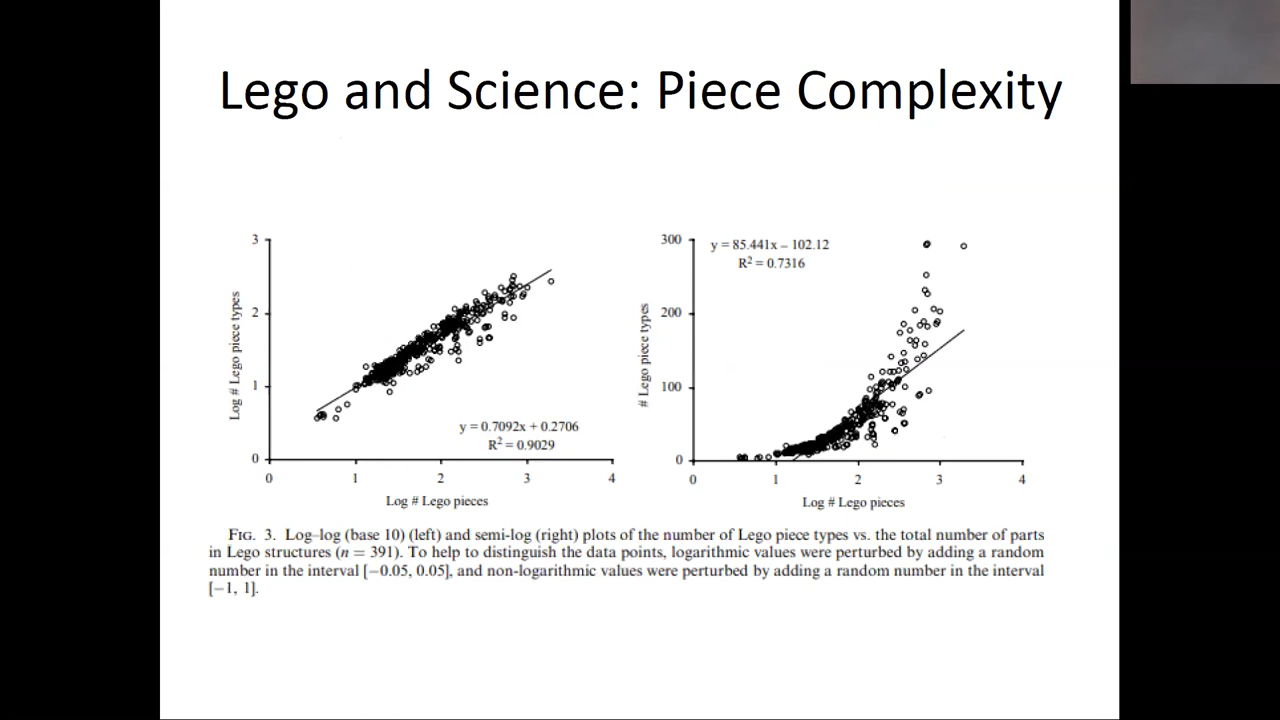 Lego and Science: Piece Complexity
3
2
1
0
Log # Lego piece types
y = 0.7092x + 0.2706
R² = 0.9029
0 1 2 3 4
Log # Lego pieces
300
200
100
0
# Lego piece types
y = 85.441x – 102.12
R² = 0.7316
0 1 2 3 4
Log # Lego pieces
FIG. 3. Log–log (base 10) (left) and semi-log (right) plots of the number of Lego piece types vs. the total number of parts
in Lego structures (n = 391). To help to distinguish the data points, logarithmic values were perturbed by adding a random
number in the interval [−0.05, 0.05], and non-logarithmic values were perturbed by adding a random number in the interval
[−1, 1].